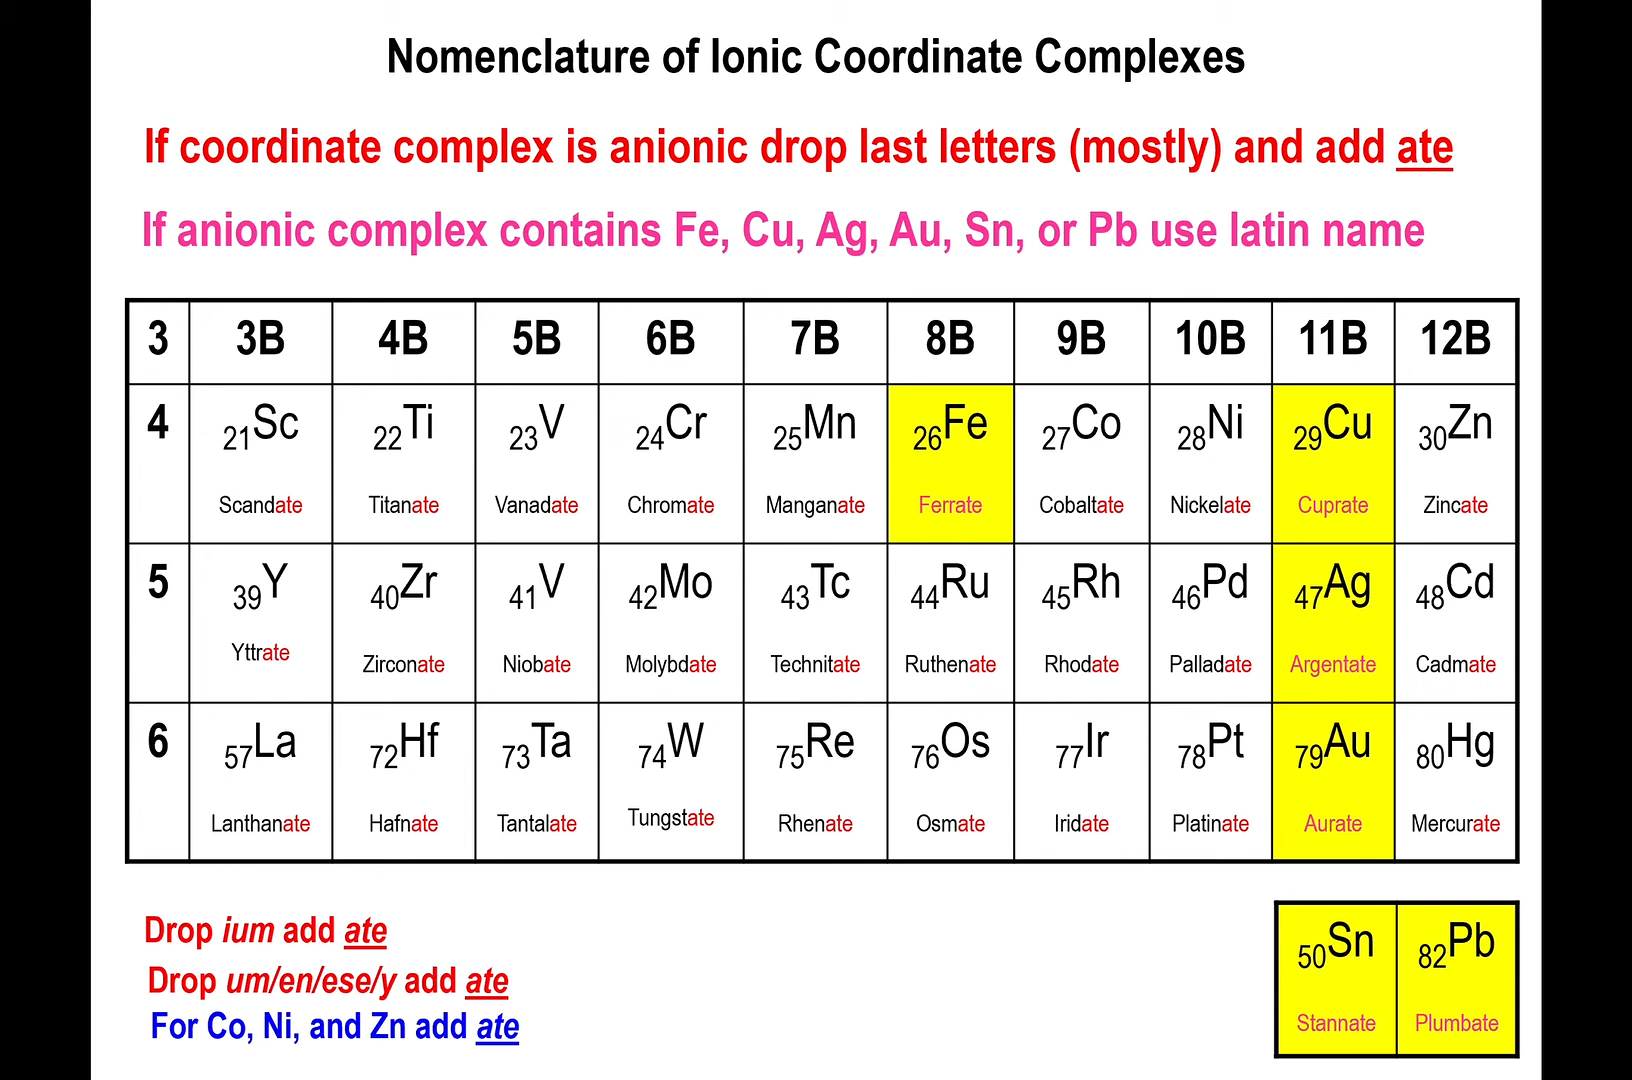 Nomenclature of Ionic Coordinate Complexes
If coordinate complex is anionic drop last letters (mostly) and add ate
If anionic complex contains Fe, Cu, Ag, Au, Sn, or Pb use latin name
3 3B 4B 5B 6B 7B 8B 9B 10B 11B 12B
4 21Sc 22Ti 23V 24Cr 25Mn 26Fe 27Co 28Ni 29Cu 30Zn
Scandate Titanate Vanadate Chromate Manganate Ferrate Cobaltate Nickelate Cuprate Zincate
5 39Y 40Zr 41V 42Mo 43Tc 44Ru 45Rh 46Pd 47Ag 48Cd
Yttrate Zirconate Niobate Molybdate Technitate Ruthenate Rhodate Palladate Argentate Cadmate
6 57La 72Hf 73Ta 74W 75Re 76Os 77Ir 78Pt 79Au 80Hg
Lanthanate Hafnate Tantalate Tungstate Rhenate Osmate Iridate Platinate Aurate Mercurate
Drop ium add ate
Drop um/en/ese/y add ate
For Co, Ni, and Zn add ate
50Sn 82Pb
Stannate Plumbate